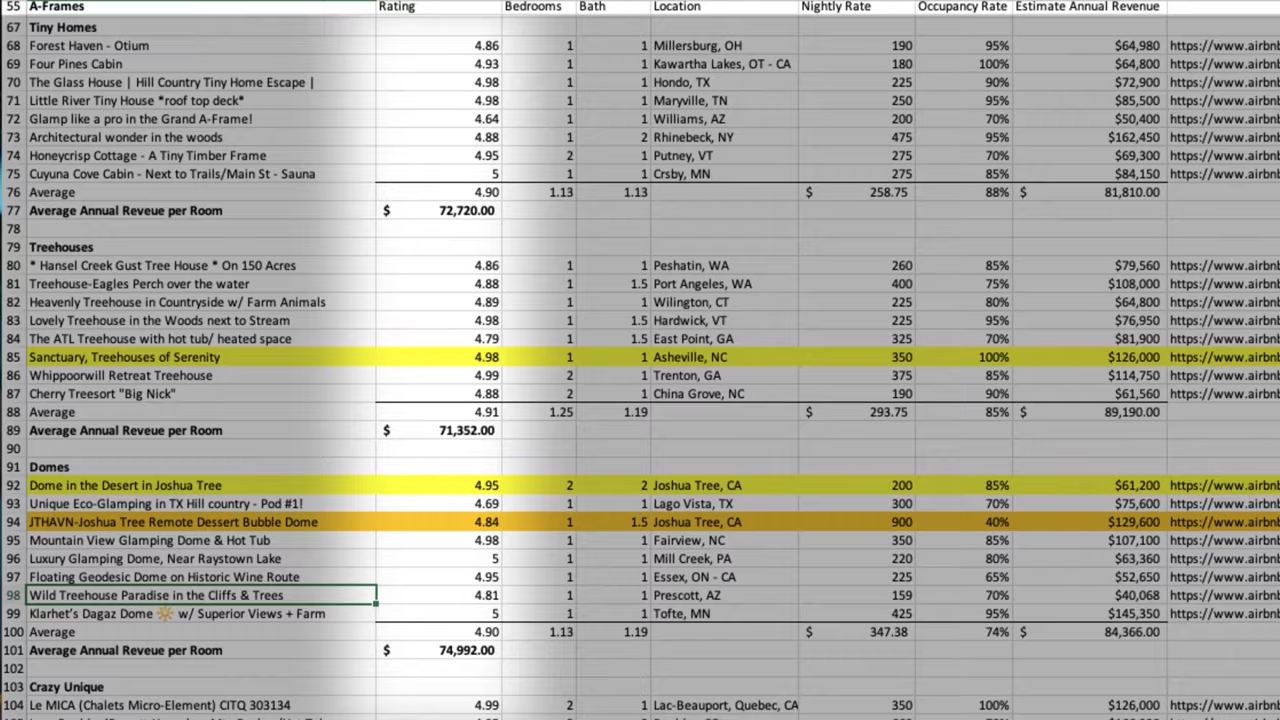 55 A-Frames Rating Bedrooms Bath Location Nightly Rate Occupancy Rate Estimate Annual Revenue
67 Tiny Homes
68 Forest Haven - Otium 4.86 1 1 Millersburg, OH 190 95% $64,980 https://www.airbnb
69 Four Pines Cabin 4.93 1 1 Kawartha Lakes, OT - CA 180 100% $64,800 https://www.airbnb
70 The Glass House | Hill Country Tiny Home Escape | 4.98 1 1 Hondo, TX 225 90% $72,900 https://www.airbnb
71 Little River Tiny House *roof top deck* 4.98 1 1 Maryville, TN 250 95% $85,500 https://www.airbnb
72 Glamp like a pro in the Grand A-Frame! 4.64 1 1 Williams, AZ 200 70% $50,400 https://www.airbnb
73 Architectural wonder in the woods 4.88 1 2 Rhinebeck, NY 475 95% $162,450 https://www.airbnb
74 Honeycrisp Cottage - A Tiny Timber Frame 4.95 2 1 Putney, VT 275 70% $69,300 https://www.airbnb
75 Cuyuna Cove Cabin - Next to Trails/Main St - Sauna 5 1 1 Crsby, MN 275 85% $84,150 https://www.airbnb
76 Average 4.90 1.13 1.13 $ 258.75 88% $ 81,810.00
77 Average Annual Reveue per Room $ 72,720.00
78
79 Treehouses
80 * Hansel Creek Gust Tree House * On 150 Acres 4.86 1 1 Peshatin, WA 260 85% $79,560 https://www.airbnb
81 Treehouse-Eagles Perch over the water 4.88 1 1.5 Port Angeles, WA 400 75% $108,000 https://www.airbnb
82 Heavenly Treehouse in Countryside w/ Farm Animals 4.89 1 1 Wilington, CT 225 80% $64,800 https://www.airbnb
83 Lovely Treehouse in the Woods next to Stream 4.98 1 1.5 Hardwick, VT 225 95% $76,950 https://www.airbnb
84 The ATL Treehouse with hot tub/ heated space 4.79 1 1.5 East Point, GA 325 70% $81,900 https://www.airbnb
85 Sanctuary, Treehouses of Serenity 4.98 1 1 Asheville, NC 350 100% $126,000 https://www.airbnb
86 Whippoorwill Retreat Treehouse 4.99 2 1 Trenton, GA 375 85% $114,750 https://www.airbnb
87 Cherry Treesort "Big Nick" 4.88 2 1 China Grove, NC 190 90% $61,560 https://www.airbnb
88 Average 4.91 1.25 1.19 $ 293.75 85% $ 89,190.00
89 Average Annual Reveue per Room $ 71,352.00
90
91 Domes
92 Dome in the Desert in Joshua Tree 4.95 2 2 Joshua Tree, CA 200 85% $61,200 https://www.airbnb
93 Unique Eco-Glamping in TX Hill country - Pod #1! 4.69 1 1 Lago Vista, TX 300 70% $75,600 https://www.airbnb
94 JTHAVN-Joshua Tree Remote Dessert Bubble Dome 4.84 1 1.5 Joshua Tree, CA 900 40% $129,600 https://www.airbnb
95 Mountain View Glamping Dome & Hot Tub 4.98 1 1 Fairview, NC 350 85% $107,100 https://www.airbnb
96 Luxury Glamping Dome, Near Raystown Lake 5 1 1 Mill Creek, PA 220 80% $63,360 https://www.airbnb
97 Floating Geodesic Dome on Historic Wine Route 4.95 1 1 Essex, ON - CA 225 65% $52,650 https://www.airbnb
98 Wild Treehouse Paradise in the Cliffs & Trees 4.81 1 1 Prescott, AZ 159 70% $40,068 https://www.airbnb
99 Klarhet's Dagaz Dome 🔆 w/ Superior Views + Farm 5 1 1 Tofte, MN 425 95% $145,350 https://www.airbnb
100 Average 4.90 1.13 1.19 $ 347.38 74% $ 84,366.00
101 Average Annual Reveue per Room $ 74,992.00
102
103 Crazy Unique
104 Le MICA (Chalets Micro-Element) CITQ 303134 4.99 2 1 Lac-Beauport, Quebec, CA 350 100% $126,000 https://www.airbnb